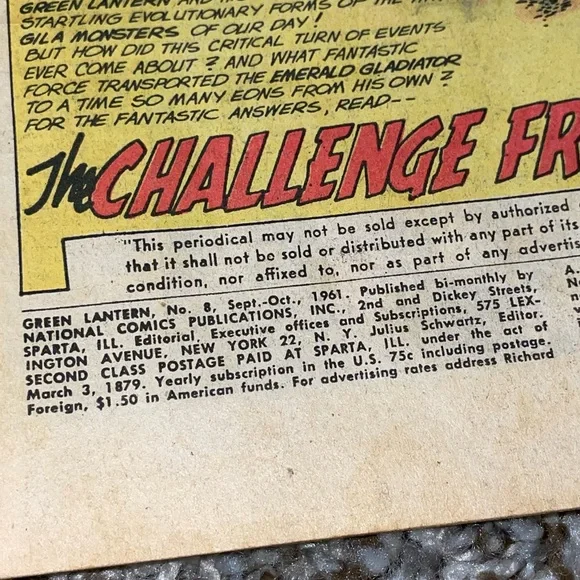 GREEN LANTERN AND
STARTLING EVOLUTIONARY FORMS OF THE
GILA MONSTERS OF OUR DAY!
BUT HOW DID THIS CRITICAL TURN OF EVENTS
EVER COME ABOUT? AND WHAT FANTASTIC
FORCE TRANSPORTED THE EMERALD GLADIATOR
TO A TIME SO MANY EONS FROM HIS OWN?
FOR THE FANTASTIC ANSWERS, READ--
The CHALLENGE FR
"This periodical may not be sold except by authorized
that it shall not be sold or distributed with any part of its
condition, nor affixed to, nor as part of any advertis
GREEN LANTERN, No. 8, Sept.-Oct., 1961. Published bi-monthly by
NATIONAL COMICS PUBLICATIONS, INC., 2nd and Dickey Streets,
SPARTA, ILL. Editorial, Executive offices and Subscriptions, 575 LEX-
INGTON AVENUE, NEW YORK 22, N. Y. Julius Schwartz, Editor.
SECOND CLASS POSTAGE PAID AT SPARTA, ILL. under the act of
March 3, 1879. Yearly subscription in the U.S. 75c including postage.
Foreign, $1.50 in American funds. For advertising rates address Richard
A.